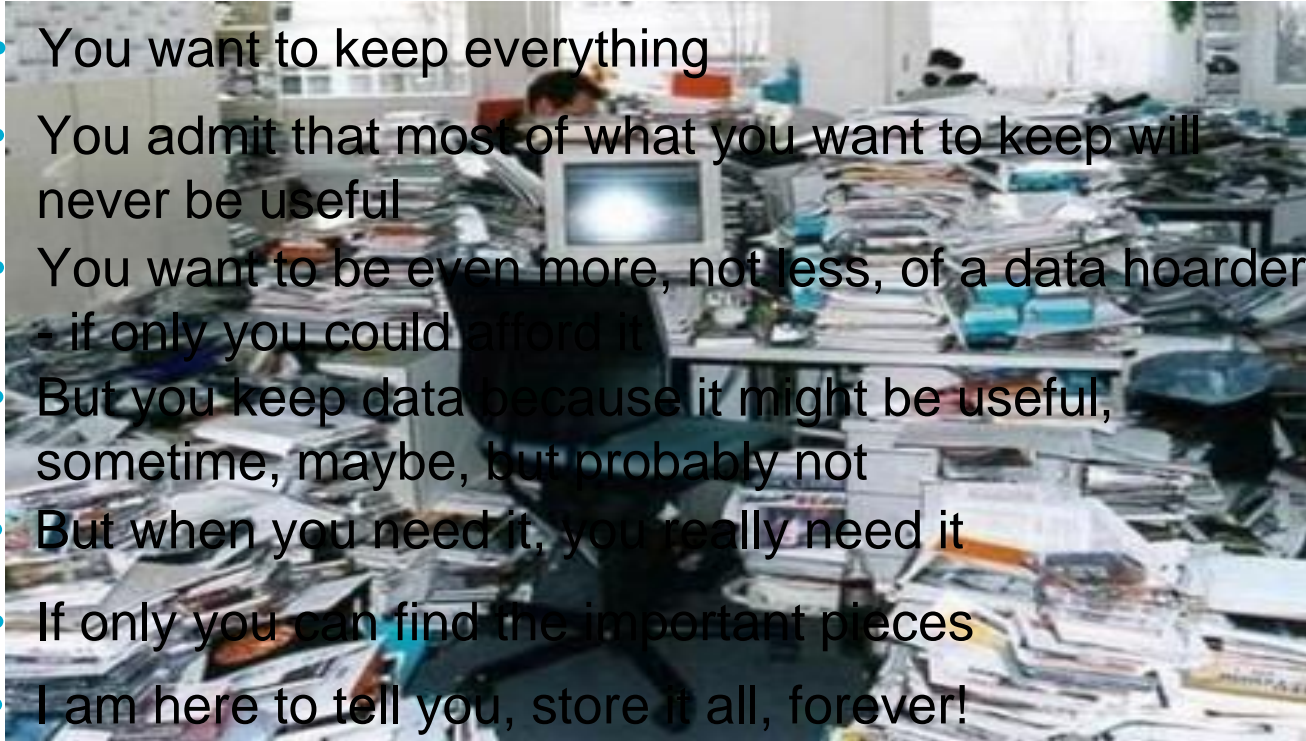 You want to keep everything
You admit that most of what you want to keep will
never be useful
You want to be even more, not less, of a data hoarder
- if only you could afford it
But you keep data because it might be useful,
sometime, maybe, but probably not
But when you need it, you really need it
If only you can find the important pieces
I am here to tell you, store it all, forever!